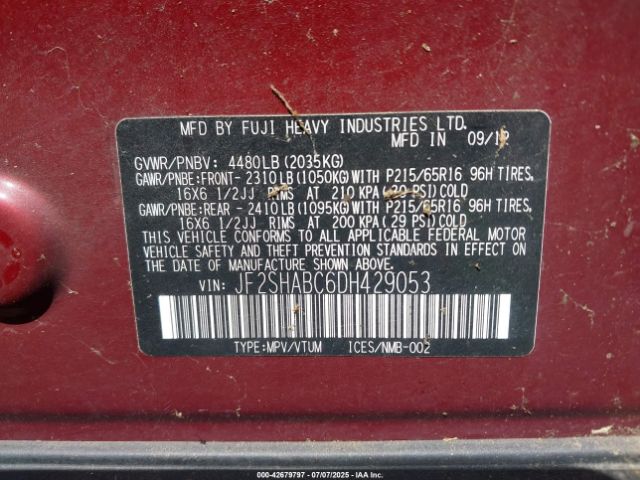 MFD BY FUJI HEAVY INDUSTRIES LTD.
MFD IN 09/12
GVWR/PNBV: 4480LB(2035KG)
GAWR/PNBE:FRONT- 2310LB(1050KG)WITH P215/65R16 96H TIRES,
16X6 1/2JJ RIMS AT 210 KPA (30 PSI)COLD
GAWR/PNBE:REAR - 2410LB(1095KG)WITH P215/65R16 96H TIRES,
16X6 1/2JJ RIMS AT 200 KPA (29 PSI)COLD
THIS VEHICLE CONFORMS TO ALL APPLICABLE FEDERAL MOTOR
VEHICLE SAFETY AND THEFT PREVENTION STANDARDS IN EFFECT ON
THE DATE OF MANUFACTURE SHOWN ABOVE.
VIN: JF2SHABC6DH429053
TYPE:MPV/VTUM ICES/NMB-002
© 42679797 - 07/07/2025 - IAA Holdings, LLC